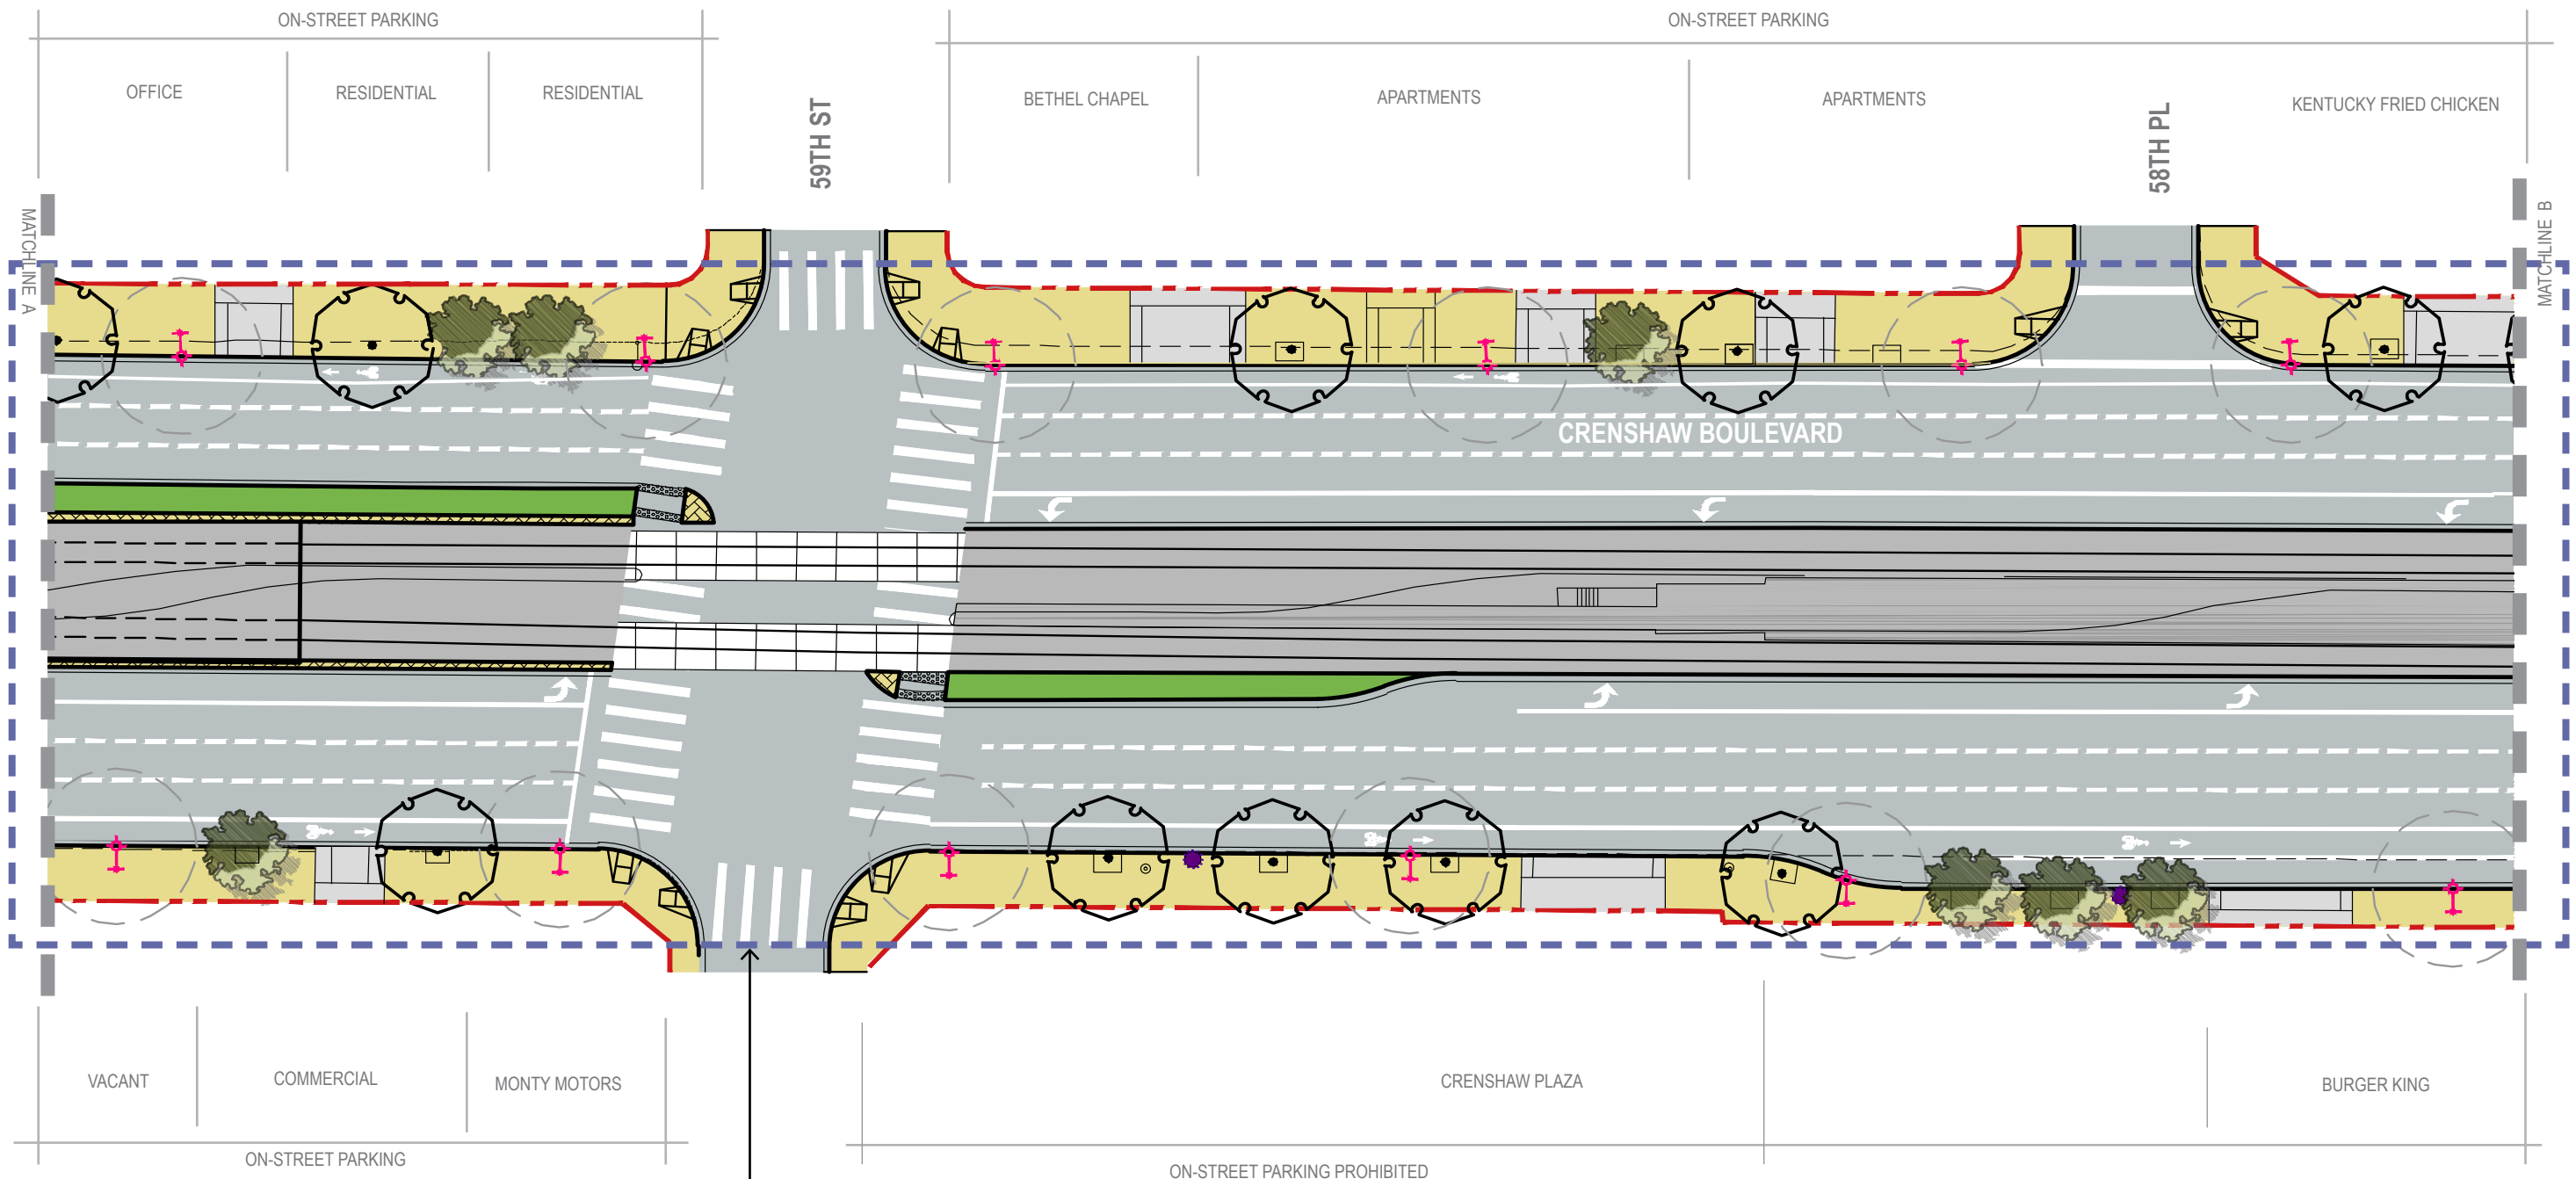 ON-STREET PARKING
ON-STREET PARKING
OFFICE
RESIDENTIAL
RESIDENTIAL
BETHEL CHAPEL
APARTMENTS
APARTMENTS
KENTUCKY FRIED CHICKEN
59TH ST
58TH PL
MATCHLINE A
MATCHLINE B
CRENSHAW BOULEVARD
VACANT
COMMERCIAL
MONTY MOTORS
CRENSHAW PLAZA
BURGER KING
ON-STREET PARKING
ON-STREET PARKING PROHIBITED